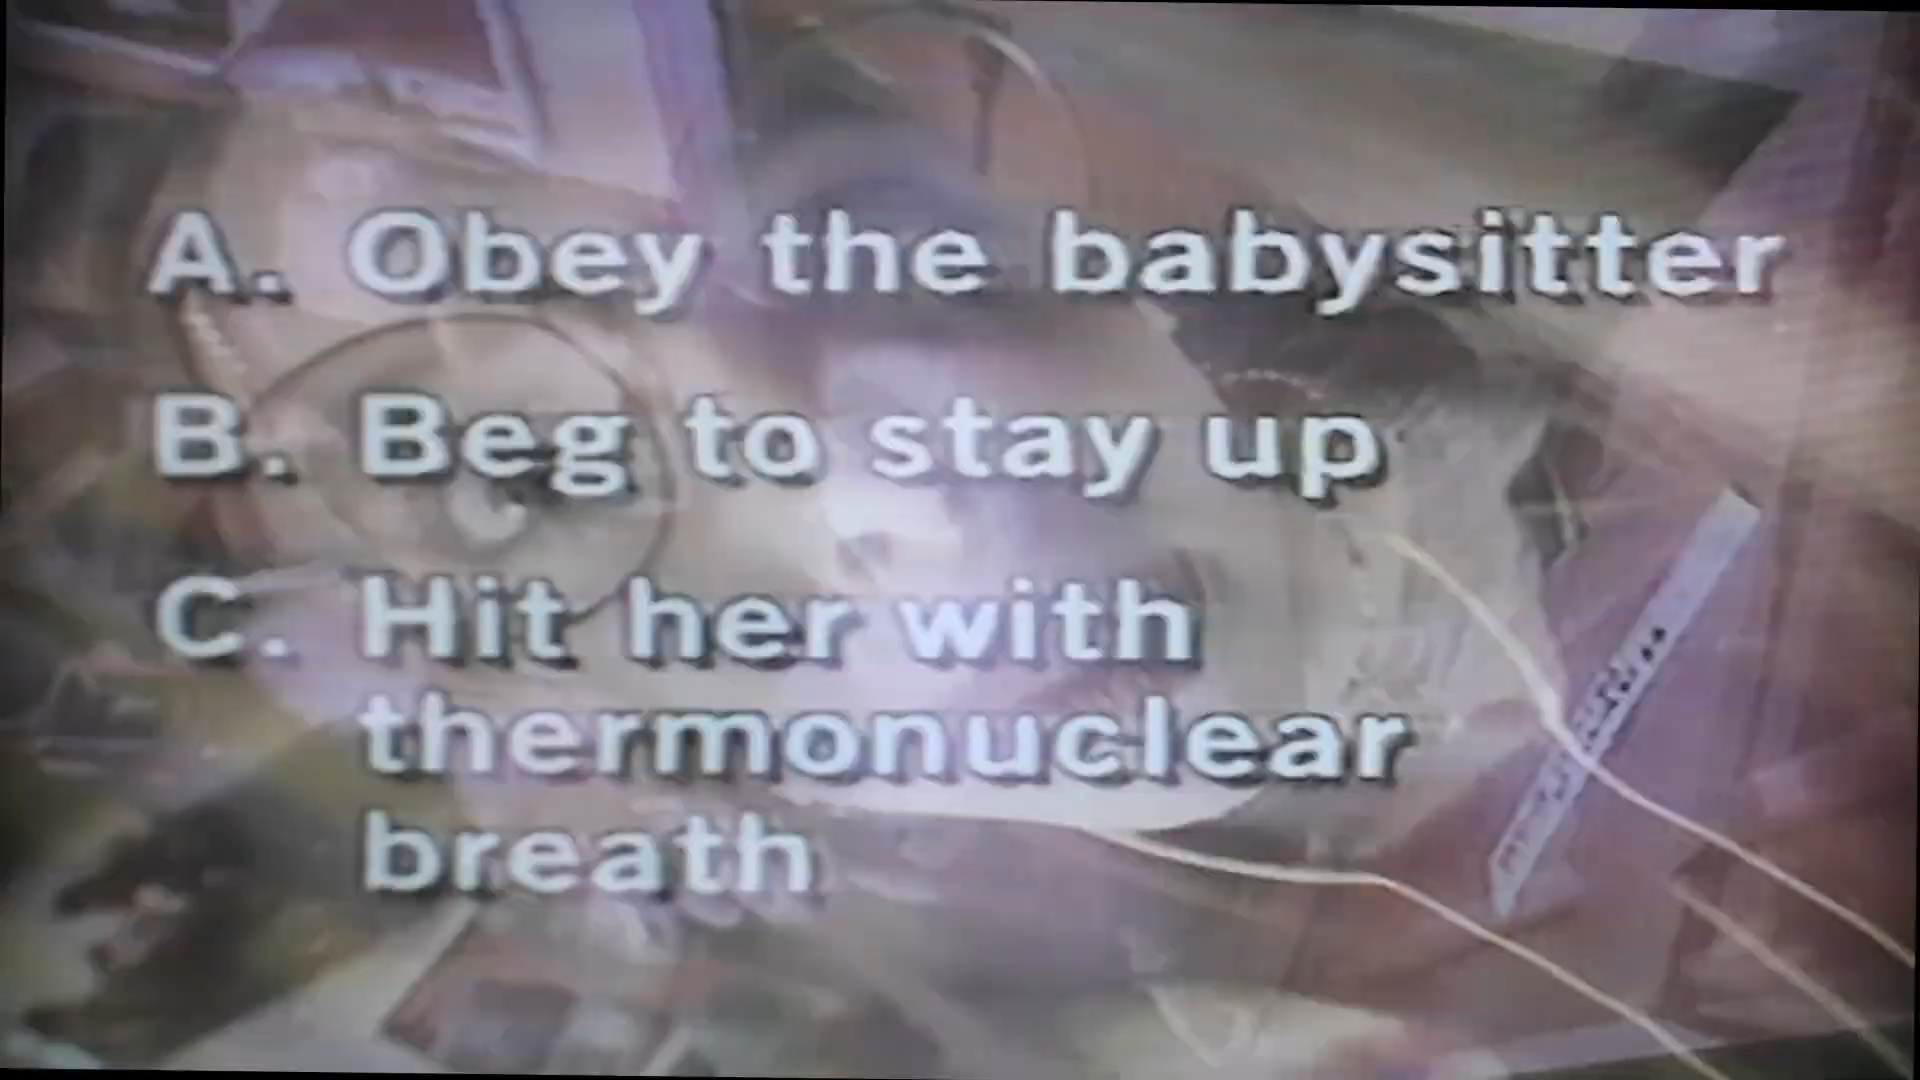 A. Obey the babysitter
B. Beg to stay up
C. Hit her with
thermonuclear
breath